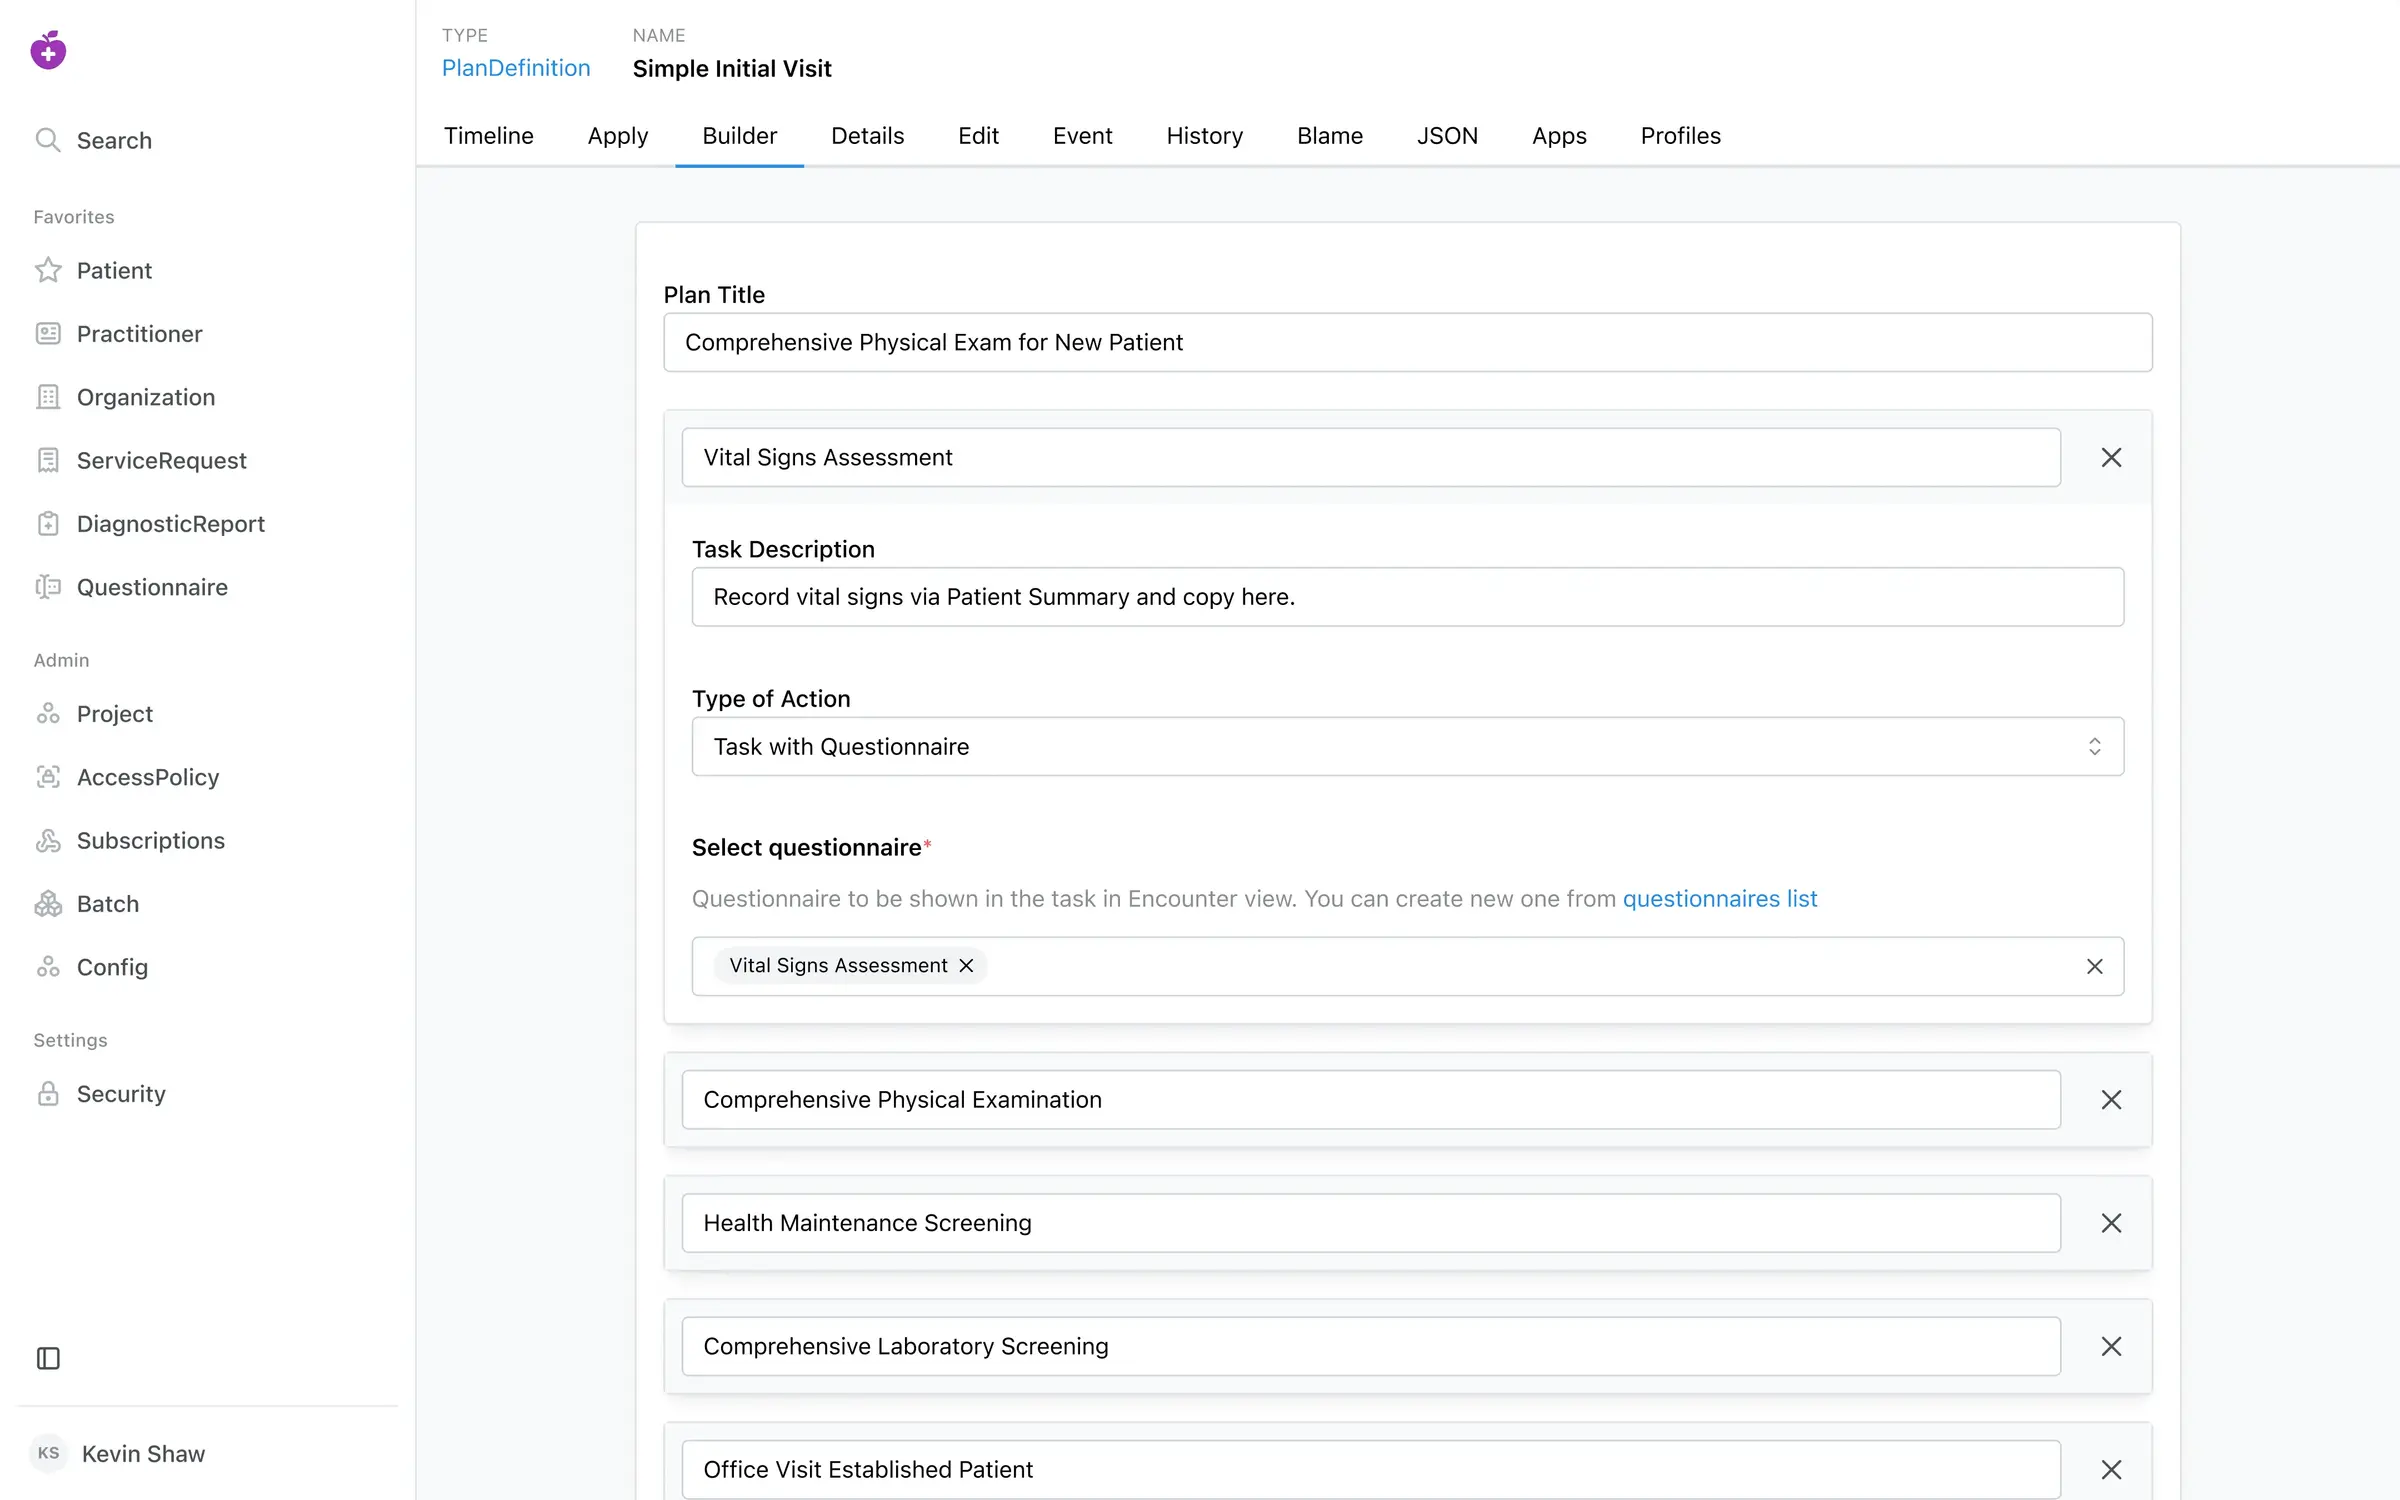 Search
Favorites
Patient
Practitioner
Organization
ServiceRequest
DiagnosticReport
Questionnaire
Admin
Project
AccessPolicy
Subscriptions
Batch
Config
Settings
Security
KS Kevin Shaw
TYPE NAME
PlanDefinition Simple Initial Visit
Timeline Apply Builder Details Edit Event History Blame JSON Apps Profiles
Plan Title
Comprehensive Physical Exam for New Patient
Vital Signs Assessment
Task Description
Record vital signs via Patient Summary and copy here.
Type of Action
Task with Questionnaire
Select questionnaire*
Questionnaire to be shown in the task in Encounter view. You can create new one from questionnaires list
Vital Signs Assessment
Comprehensive Physical Examination
Health Maintenance Screening
Comprehensive Laboratory Screening
Office Visit Established Patient